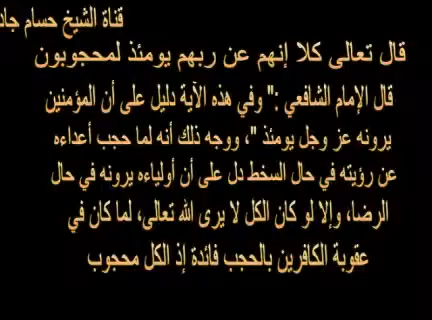 قناة الشيخ حسام جاد
قال تعالى كلا إنهم عن ربهم يومئذ لمحجوبون
قال الإمام الشافعي :" وفي هذه الآية دليل على أن المؤمنين
يرونه عز وجل يومئذ "، ووجه ذلك أنه لما حجب أعداءه
عن رؤيته في حال السخط دل على أن أولياءه يرونه في حال
الرضا، وإلا لو كان الكل لا يرى الله تعالى، لما كان في
عقوبة الكافرين بالحجب فائدة إذ الكل محجوب